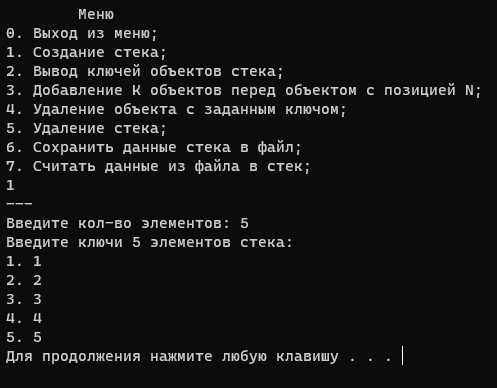 Меню
0. Выход из меню;
1. Создание стека;
2. Вывод ключей объектов стека;
3. Добавление К объектов перед объектом с позицией N;
4. Удаление объекта с заданным ключом;
5. Удаление стека;
6. Сохранить данные стека в файл;
7. Считать данные из файла в стек;
1
---
Введите кол-во элементов: 5
Введите ключи 5 элементов стека:
1. 1
2. 2
3. 3
4. 4
5. 5
Для продолжения нажмите любую клавишу . . .